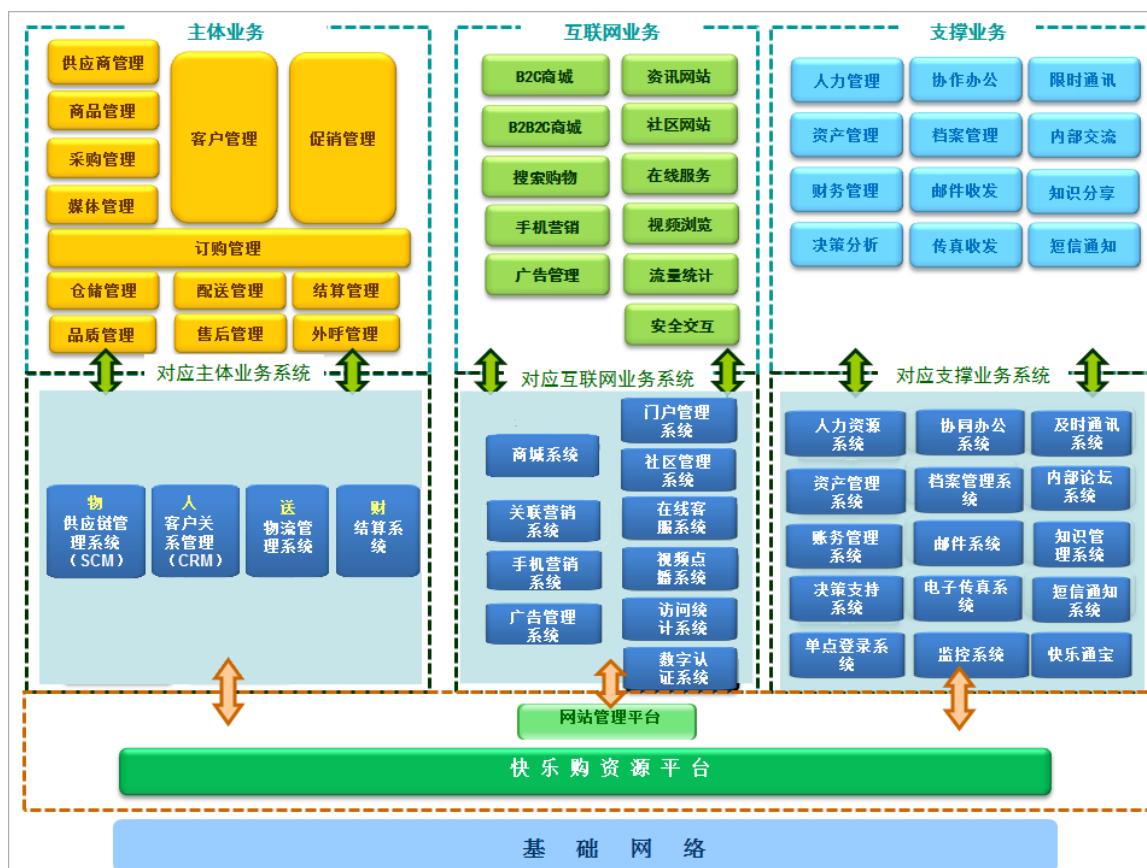 主体业务
供应商管理
商品管理
采购管理
媒体管理
客户管理
促销管理
订购管理
仓储管理
配送管理
结算管理
品质管理
售后管理
外呼管理
互联网业务
B2C商城
资讯网站
B2B2C商城
社区网站
搜索购物
在线服务
手机营销
视频浏览
广告管理
流量统计
安全交互
支撑业务
人力管理
协作办公
限时通讯
资产管理
档案管理
内部交流
财务管理
邮件收发
知识分享
决策分析
传真收发
短信通知
对应主体业务系统
物
供应链管
理系统
（SCM）
人
客户关
系管理
（CRM）
送
物流管
理系统
财
结算系
统
对应互联网业务系统
商城系统
门户管理
系统
社区管理
系统
关联营销
系统
在线客
服系统
手机营销
系统
视频点
播系统
广告管理
系统
访问统
计系统
数字认
证系统
对应支撑业务系统
人力资源
系统
协同办公
系统
及时通讯
系统
资产管理
系统
档案管理系
统
内部论坛
系统
账务管理
系统
邮件系统
知识管
理系统
决策支持
系统
电子传真系
统
短信通知
系统
单点登录系
统
监控系统
快乐通宝
网站管理平台
快乐购资源平台
基础网络